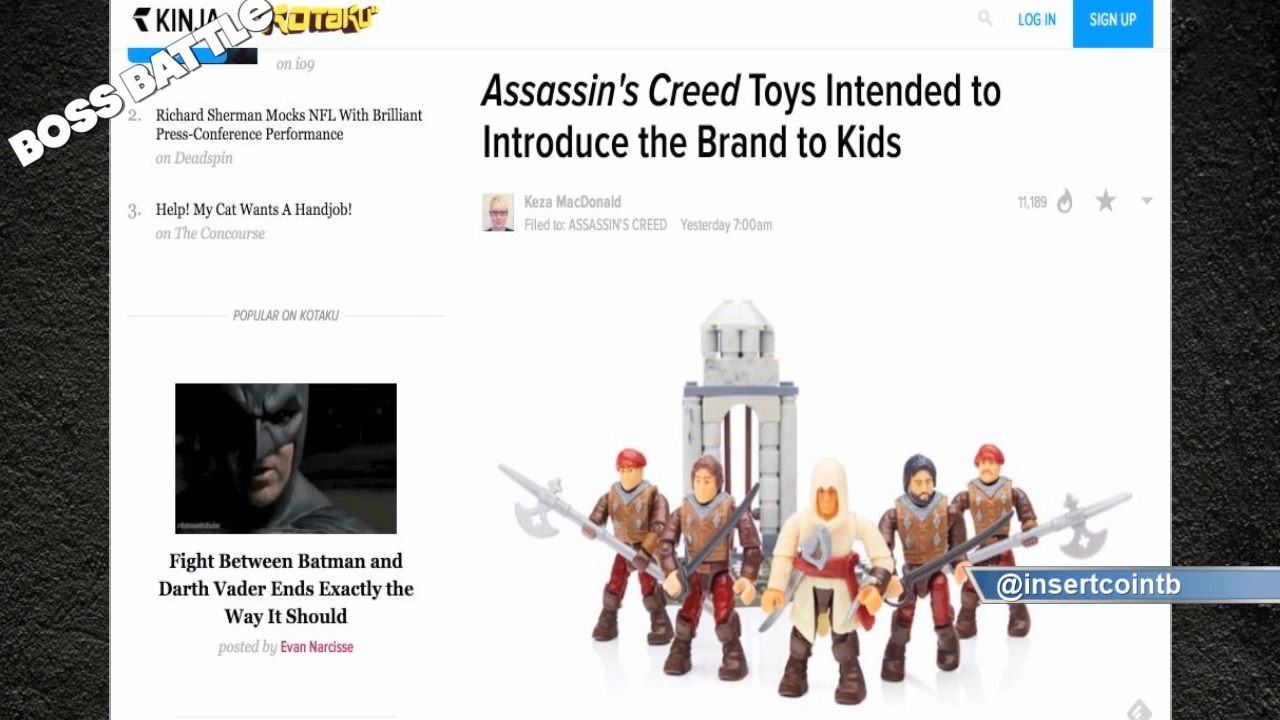 KINJA
KOTAKU
LOG IN
SIGN UP
BOSS BATTLE
on io9
2. Richard Sherman Mocks NFL With Brilliant
Press-Conference Performance
on Deadspin
3. Help! My Cat Wants A Handjob!
on The Concourse
POPULAR ON KOTAKU
Fight Between Batman and
Darth Vader Ends Exactly the
Way It Should
posted by Evan Narcisse
Assassin's Creed Toys Intended to
Introduce the Brand to Kids
Keza MacDonald
Filed to: ASSASSIN'S CREED Yesterday 7:00am
11,189
@insertcointb